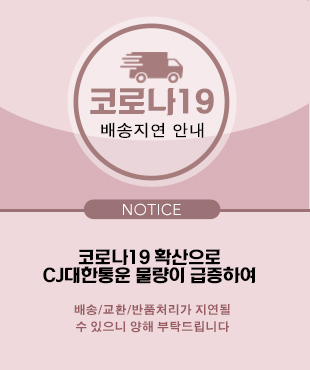 코로나19
배송지연 안내
NOTICE
코로나19 확산으로
CJ대한통운 물량이 급증하여
배송/교환/반품처리가 지연될
수 있으니 양해 부탁드립니다